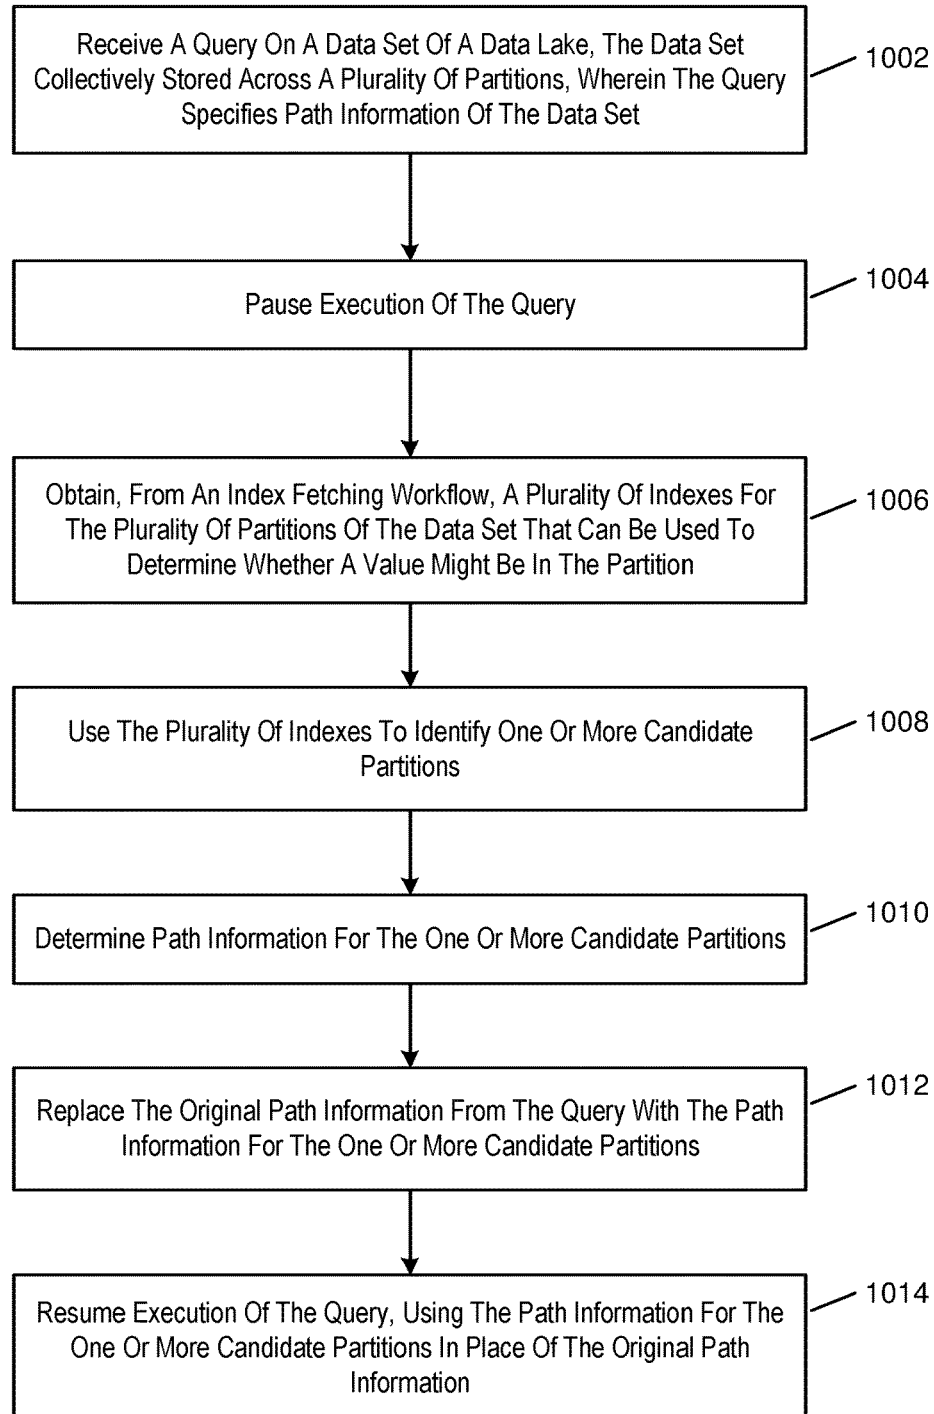 Receive A Query On A Data Set Of A Data Lake, The Data Set
Collectively Stored Across A Plurality Of Partitions, Wherein The Query
Specifies Path Information Of The Data Set
1002
Pause Execution Of The Query
1004
Obtain, From An Index Fetching Workflow, A Plurality Of Indexes For
The Plurality Of Partitions Of The Data Set That Can Be Used To
Determine Whether A Value Might Be In The Partition
1006
Use The Plurality Of Indexes To Identify One Or More Candidate
Partitions
1008
Determine Path Information For The One Or More Candidate Partitions
1010
Replace The Original Path Information From The Query With The Path
Information For The One Or More Candidate Partitions
1012
Resume Execution Of The Query, Using The Path Information For The
One Or More Candidate Partitions In Place Of The Original Path
Information
1014